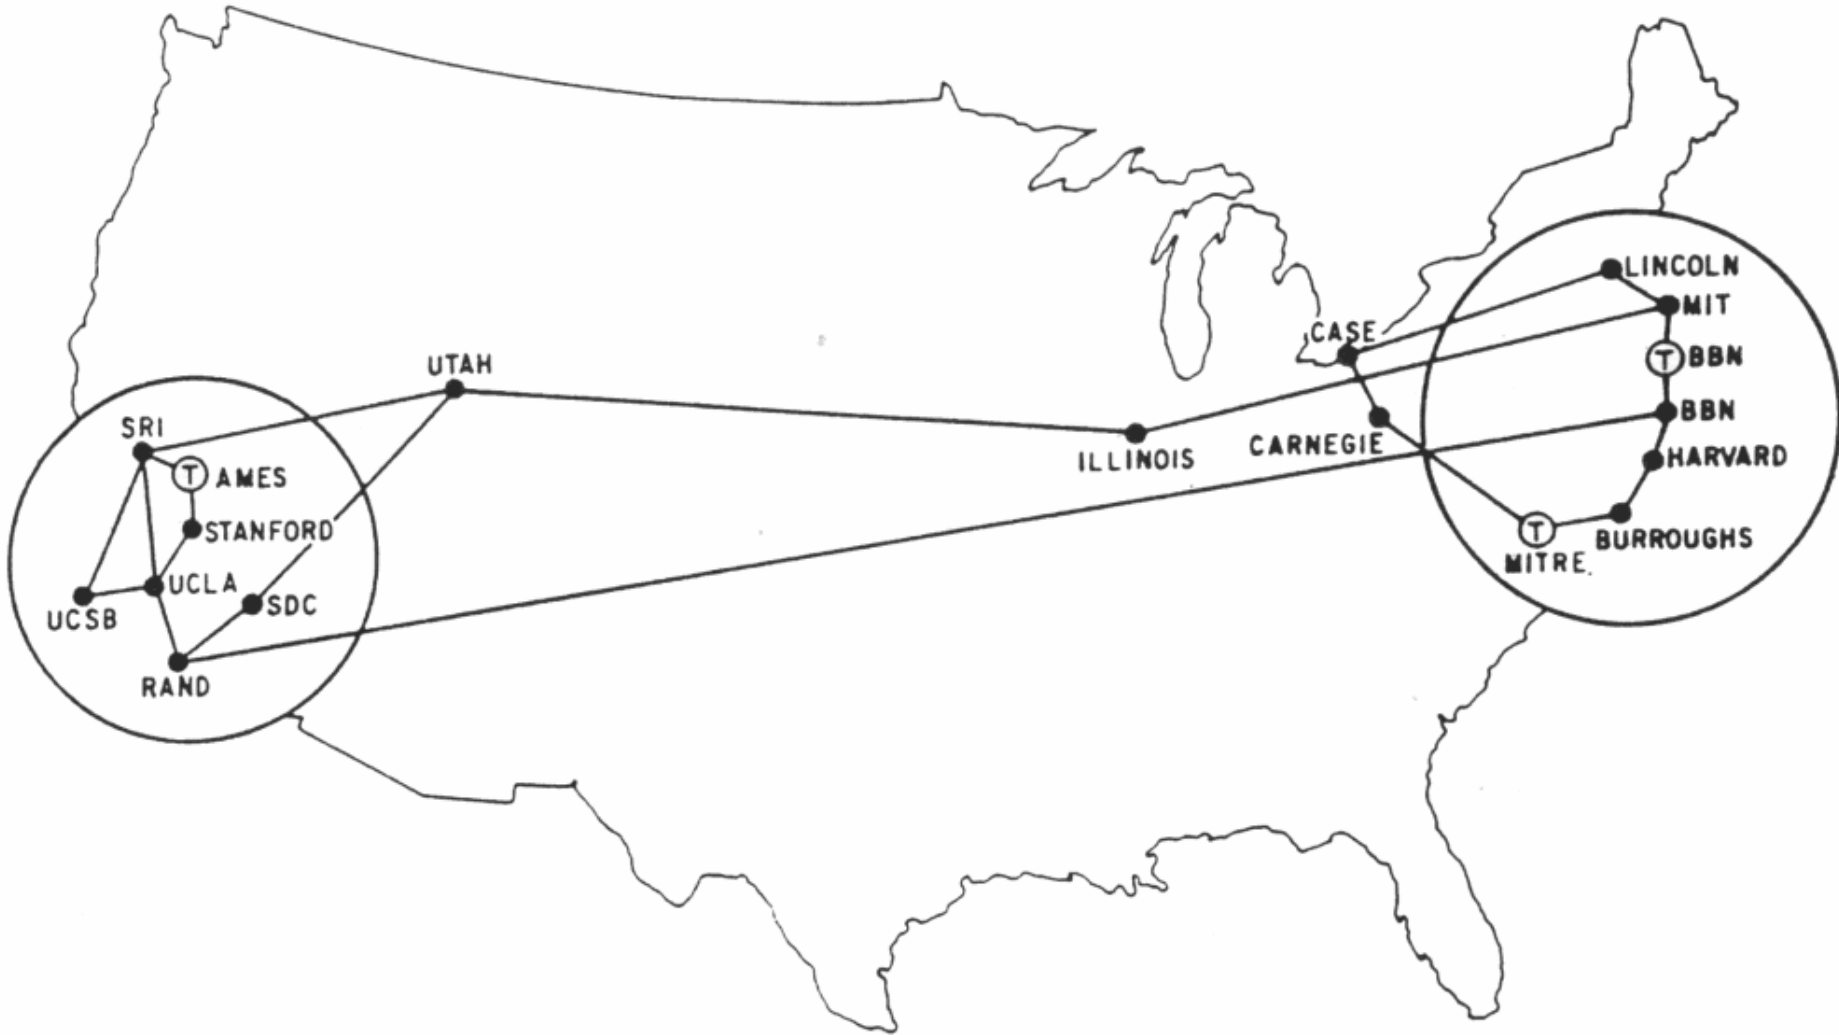 LINCOLN
MIT
CASE
T BBN
UTAH
BBN
SRI
CARNEGIE
ILLINOIS
HARVARD
T AMES
STANFORD
T
BURROUGHS
MITRE.
UCLA
SDC
UCSB
RAND